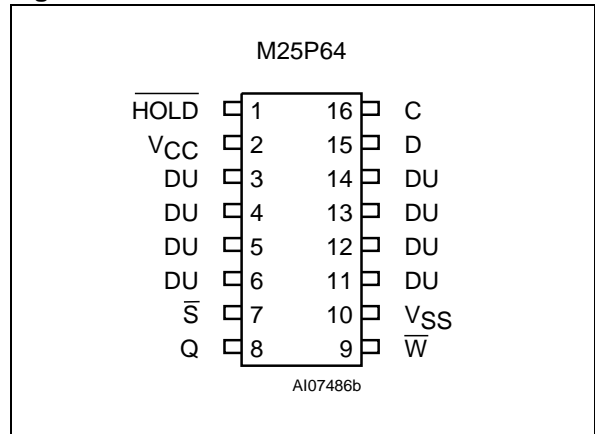 M25P64
H̅O̅L̅D̅ 1 16 C
VCC 2 15 D
DU 3 14 DU
DU 4 13 DU
DU 5 12 DU
DU 6 11 DU
S̅ 7 10 VSS
Q 8 9 W̅
AI07486b